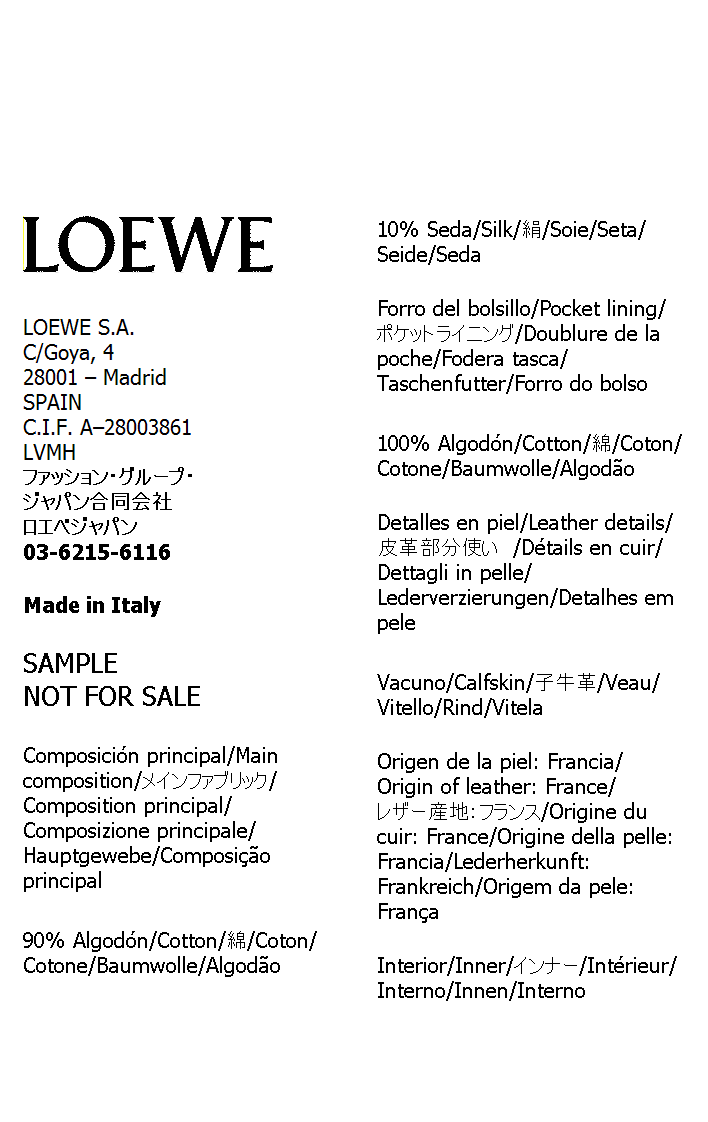 LOEWE
LOEWE S.A.
C/Goya, 4
28001 – Madrid
SPAIN
C.I.F. A–28003861
LVMH
ファッション・グループ・
ジャパン合同会社
ロエベジャパン
03-6215-6116
Made in Italy
SAMPLE
NOT FOR SALE
Composición principal/Main
composition/メインファブリック/
Composition principal/
Composizione principale/
Hauptgewebe/Composição
principal
90% Algodón/Cotton/綿/Coton/
Cotone/Baumwolle/Algodão
10% Seda/Silk/絹/Soie/Seta/
Seide/Seda
Forro del bolsillo/Pocket lining/
ポケットライニング/Doublure de la
poche/Fodera tasca/
Taschenfutter/Forro do bolso
100% Algodón/Cotton/綿/Coton/
Cotone/Baumwolle/Algodão
Detalles en piel/Leather details/
皮革部分使い /Détails en cuir/
Dettagli in pelle/
Lederverzierungen/Detalhes em
pele
Vacuno/Calfskin/子牛革/Veau/
Vitello/Rind/Vitela
Origen de la piel: Francia/
Origin of leather: France/
レザー産地：フランス/Origine du
cuir: France/Origine della pelle:
Francia/Lederherkunft:
Frankreich/Origem da pele:
França
Interior/Inner/インナー/Intérieur/
Interno/Innen/Interno